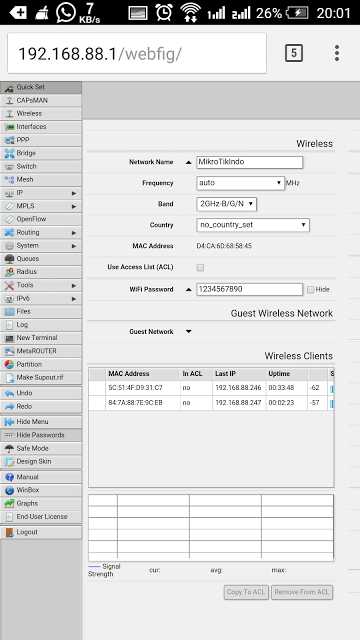 7 KB/s 26% 20:01
192.168.88.1/webfig/ 5
Quick Set
CAPsMAN
Wireless
Interfaces
PPP
Bridge
Switch
Mesh
IP
MPLS
OpenFlow
Routing
System
Queues
Radius
Tools
IPv6
Files
Log
New Terminal
MetaROUTER
Partition
Make Supout.rif
Undo
Redo
Hide Menu
Hide Passwords
Safe Mode
Design Skin
Manual
WinBox
Graphs
End-User License
Logout
Wireless
Network Name MikroTikIndo
Frequency auto MHz
Band 2GHz-B/G/N
Country no_country_set
MAC Address D4:CA:6D:68:58:45
Use Access List (ACL)
WiFi Password 1234567890 Hide
Guest Wireless Network
Guest Network
Wireless Clients
MAC Address In ACL Last IP Uptime S
5C:51:4F:D9:31:C7 no 192.168.88.246 00:33:48 -62
84:7A:88:7E:9C:EB no 192.168.88.247 00:02:23 -57
Signal Strength cur: avg: max:
Copy To ACL Remove From ACL